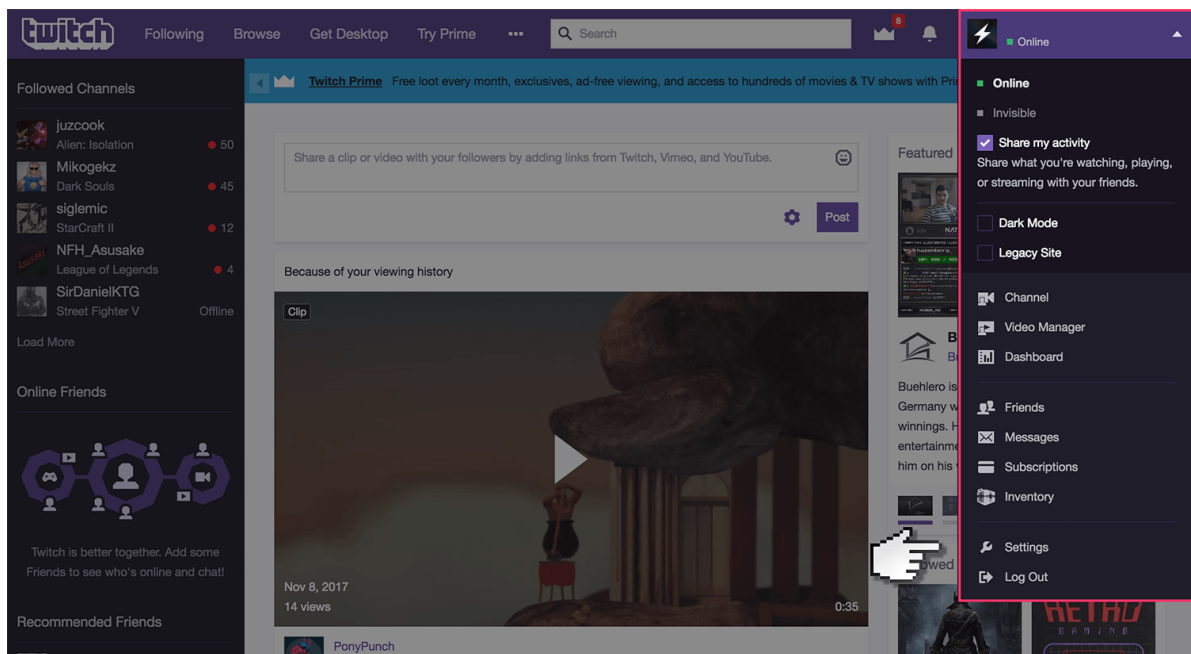 twitch
Following
Browse
Get Desktop
Try Prime
Search
8
Online
Followed Channels
juzcook
Alien: Isolation
50
Mikogekz
Dark Souls
45
siglemic
StarCraft II
12
NFH_Asusake
League of Legends
4
SirDanielKTG
Street Fighter V
Offline
Load More
Online Friends
Twitch is better together. Add some
Friends to see who's online and chat!
Recommended Friends
Twitch Prime Free loot every month, exclusives, ad-free viewing, and access to hundreds of movies & TV shows with
Share a clip or video with your followers by adding links from Twitch, Vimeo, and YouTube.
Post
Because of your viewing history
Clip
Nov 8, 2017
14 views
0:35
PonyPunch
Featured
Buehlero is
Germany
winnings.
him on his
RETRO
GAMING
Online
Invisible
Share my activity
Share what you're watching, playing,
or streaming with your friends.
Dark Mode
Legacy Site
Channel
Video Manager
Dashboard
Friends
Messages
Subscriptions
Inventory
Settings
Log Out